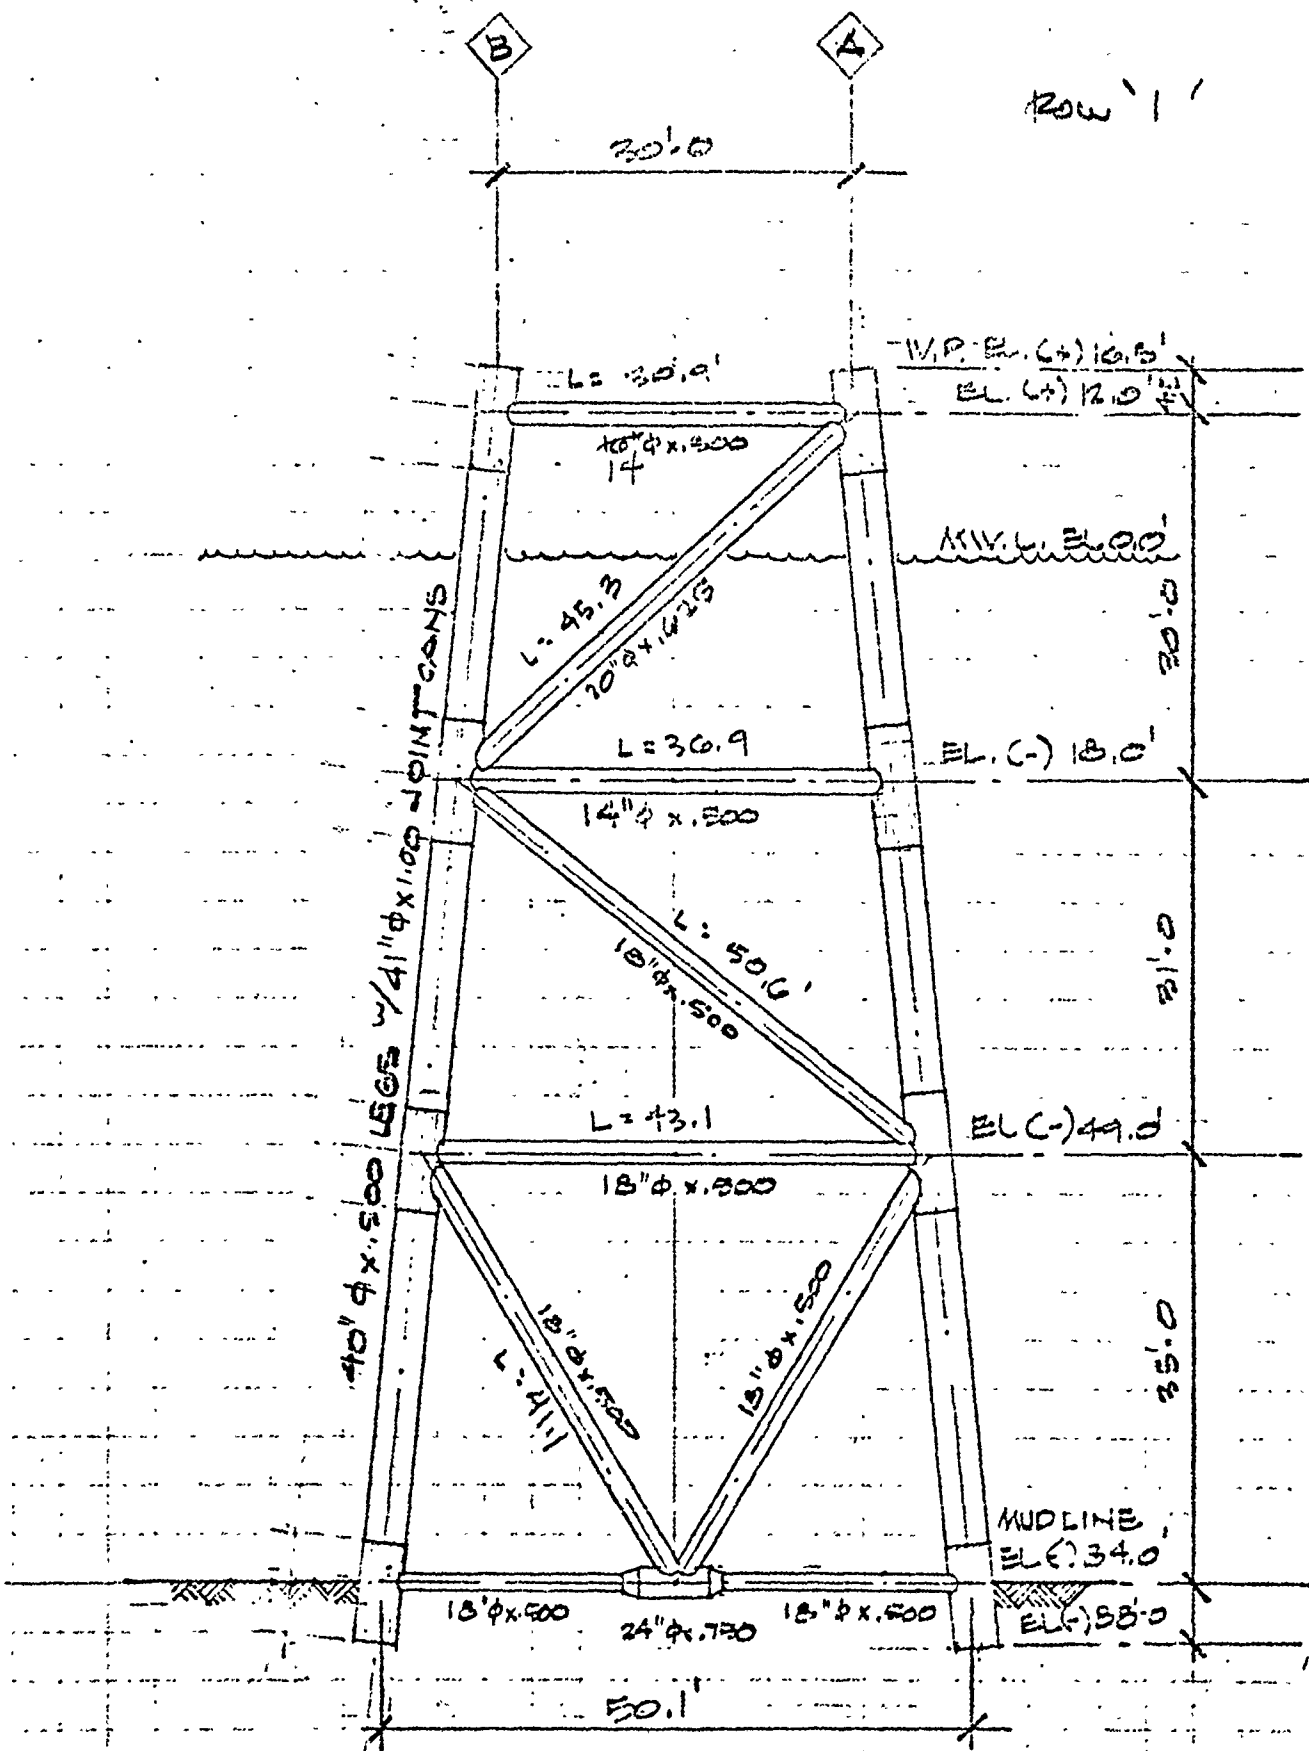 B
A
ROW '1'
30'-0
W.P. EL. (+) 16.5'
L= 30.9'
EL. (+) 12.0'
14
MW.L. EL 0.0'
L= 45.3
20"φ x .625
30'-0
L=36.9
EL. (-) 18.0'
14"φ x .500
L= 50.6'
18"φ x .500
31'-0
L= 43.1
EL (-) 49.0'
18"φ x .500
40"φ x .500 LEGS W/41"φ x 1.00 JOINT CANS
18"φ x .500
L= 41.1
18"φ x .500
35'-0
MUDLINE
EL (-) 34.0'
18"φ x .500
24"φ x .750
18"φ x .500
EL (-) 88'-0
50.1'